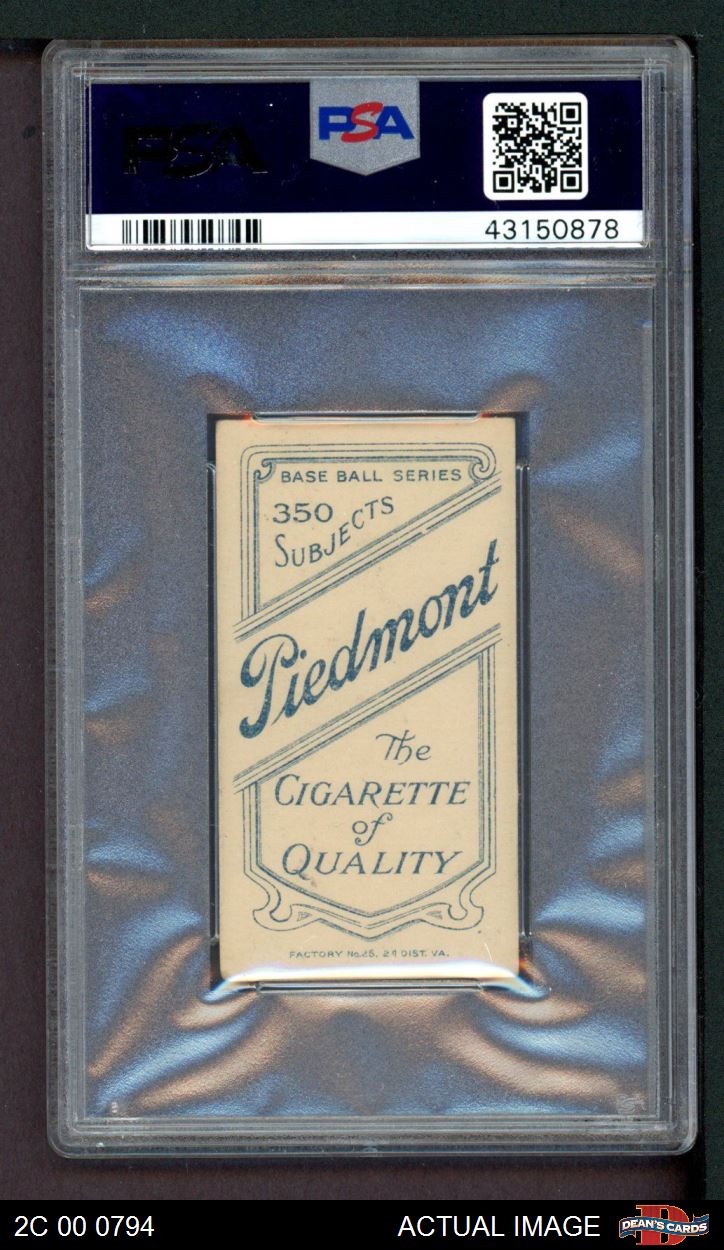 PSA
PSA
43150878
BASE BALL SERIES
350
SUBJECTS
Piedmont
The
CIGARETTE
of
QUALITY
FACTORY No. 25, 2d DIST. VA.
2C 00 0794
ACTUAL IMAGE
DEAN'S CARDS